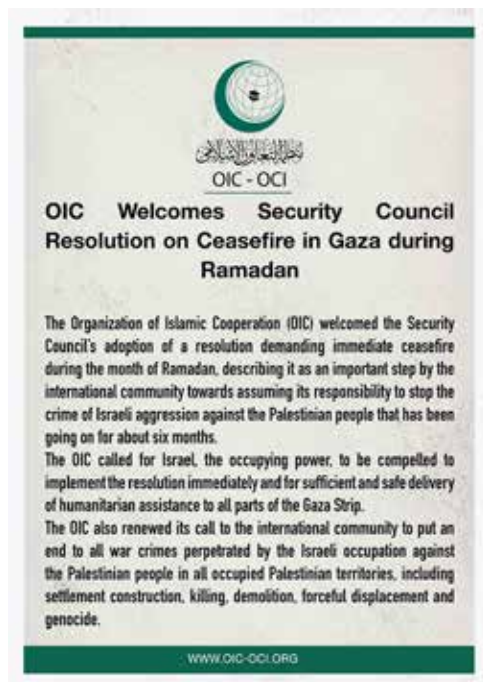 منظمة التعاون الإسلامي
OIC - OCI
OIC Welcomes Security Council
Resolution on Ceasefire in Gaza during
Ramadan
The Organization of Islamic Cooperation (OIC) welcomed the Security
Council's adoption of a resolution demanding immediate ceasefire
during the month of Ramadan, describing it as an important step by the
international community towards assuming its responsibility to stop the
crime of Israeli aggression against the Palestinian people that has been
going on for about six months.
The OIC called for Israel, the occupying power, to be compelled to
implement the resolution immediately and for sufficient and safe delivery
of humanitarian assistance to all parts of the Gaza Strip.
The OIC also renewed its call to the international community to put an
end to all war crimes perpetrated by the Israeli occupation against
the Palestinian people in all occupied Palestinian territories, including
settlement construction, killing, demolition, forceful displacement and
genocide.
WWW.OIC-OCI.ORG